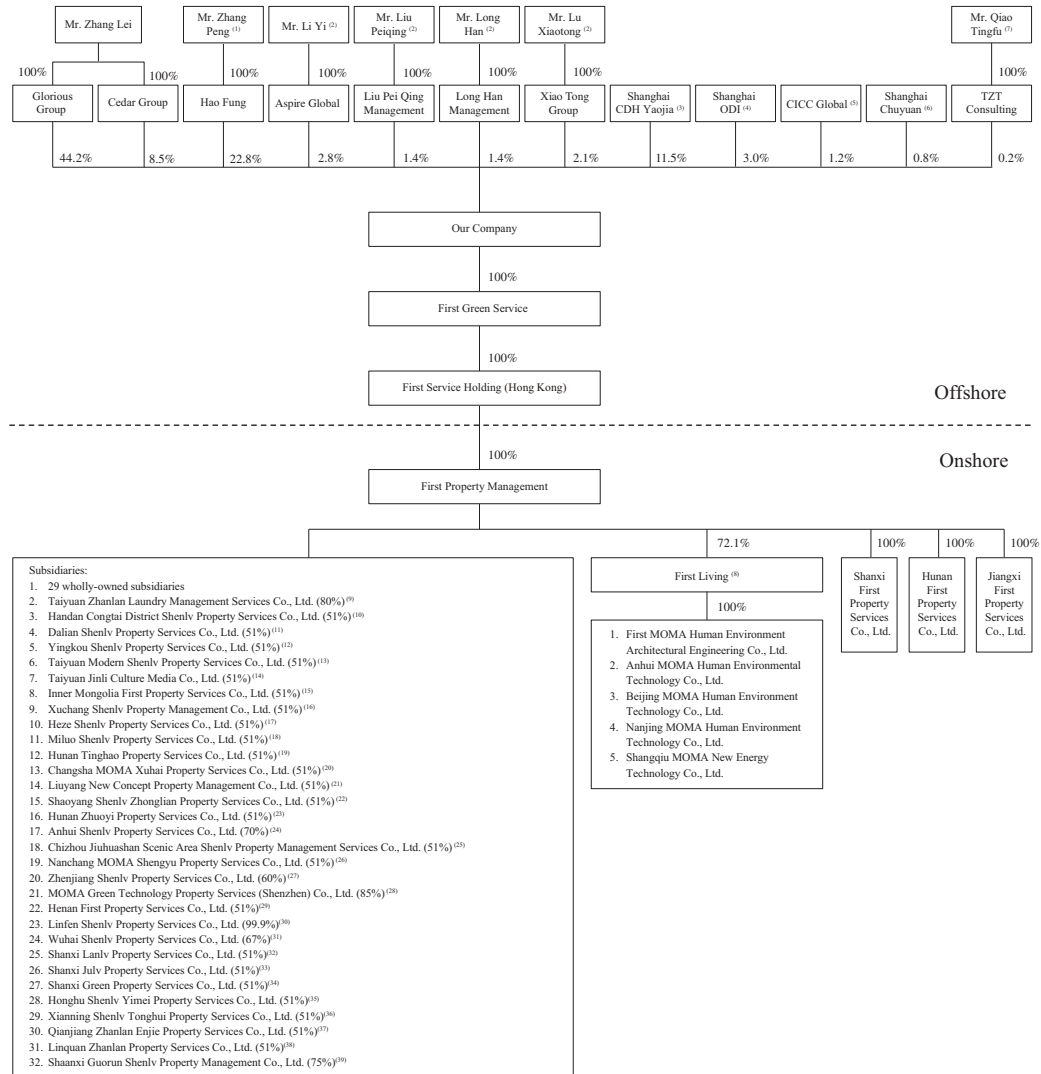 Mr. Zhang Lei
Mr. Zhang
Peng (1)
Mr. Li Yi (2)
Mr. Liu
Peiqing (2)
Mr. Long
Han (2)
Mr. Lu
Xiaotong (2)
Mr. Qiao
Tingfu (7)
100%
100%
100%
100%
100%
100%
100%
100%
Glorious
Group
Cedar Group
Hao Fung
Aspire Global
Liu Pei Qing
Management
Long Han
Management
Xiao Tong
Group
Shanghai
CDH Yaojia (3)
Shanghai
ODI (4)
CICC Global (5)
Shanghai
Chuyuan (6)
TZT
Consulting
44.2%
8.5%
22.8%
2.8%
1.4%
1.4%
2.1%
11.5%
3.0%
1.2%
0.8%
0.2%
Our Company
100%
First Green Service
100%
First Service Holding (Hong Kong)
Offshore
100%
Onshore
First Property Management
72.1%
100%
100%
100%
Subsidiaries:
1. 29 wholly-owned subsidiaries
2. Taiyuan Zhanlan Laundry Management Services Co., Ltd. (80%)(9)
3. Handan Congtai District Shenlv Property Services Co., Ltd. (51%)(10)
4. Dalian Shenlv Property Services Co., Ltd. (51%)(11)
5. Yingkou Shenlv Property Services Co., Ltd. (51%)(12)
6. Taiyuan Modern Shenlv Property Services Co., Ltd. (51%)(13)
7. Taiyuan Jinli Culture Media Co., Ltd. (51%)(14)
8. Inner Mongolia First Property Services Co., Ltd. (51%)(15)
9. Xuchang Shenlv Property Management Co., Ltd. (51%)(16)
10. Heze Shenlv Property Services Co., Ltd. (51%)(17)
11. Miluo Shenlv Property Services Co., Ltd. (51%)(18)
12. Hunan Tinghao Property Services Co., Ltd. (51%)(19)
13. Changsha MOMA Xuhai Property Services Co., Ltd. (51%)(20)
14. Liuyang New Concept Property Management Co., Ltd. (51%)(21)
15. Shaoyang Shenlv Zhonglian Property Services Co., Ltd. (51%)(22)
16. Hunan Zhuoyi Property Services Co., Ltd. (51%)(23)
17. Anhui Shenlv Property Services Co., Ltd. (70%)(24)
18. Chizhou Jiuhuashan Scenic Area Shenlv Property Management Services Co., Ltd. (51%)(25)
19. Nanchang MOMA Shengyu Property Services Co., Ltd. (51%)(26)
20. Zhenjiang Shenlv Property Services Co., Ltd. (60%)(27)
21. MOMA Green Technology Property Services (Shenzhen) Co., Ltd. (85%)(28)
22. Henan First Property Services Co., Ltd. (51%)(29)
23. Linfen Shenlv Property Services Co., Ltd. (99.9%)(30)
24. Wuhai Shenlv Property Services Co., Ltd. (67%)(31)
25. Shanxi Lanlv Property Services Co., Ltd. (51%)(32)
26. Shanxi Julv Property Services Co., Ltd. (51%)(33)
27. Shanxi Green Property Services Co., Ltd. (51%)(34)
28. Honghu Shenlv Yimei Property Services Co., Ltd. (51%)(35)
29. Xianning Shenlv Tonghui Property Services Co., Ltd. (51%)(36)
30. Qianjiang Zhanlan Enjie Property Services Co., Ltd. (51%)(37)
31. Linquan Zhanlan Property Services Co., Ltd. (51%)(38)
32. Shaanxi Guorun Shenlv Property Management Co., Ltd. (75%)(39)
First Living (8)
100%
1. First MOMA Human Environment
Architectural Engineering Co., Ltd.
2. Anhui MOMA Human Environmental
Technology Co., Ltd.
3. Beijing MOMA Human Environment
Technology Co., Ltd.
4. Nanjing MOMA Human Environment
Technology Co., Ltd.
5. Shangqiu MOMA New Energy
Technology Co., Ltd.
Shanxi
First
Property
Services
Co., Ltd.
Hunan
First
Property
Services
Co., Ltd.
Jiangxi
First
Property
Services
Co., Ltd.